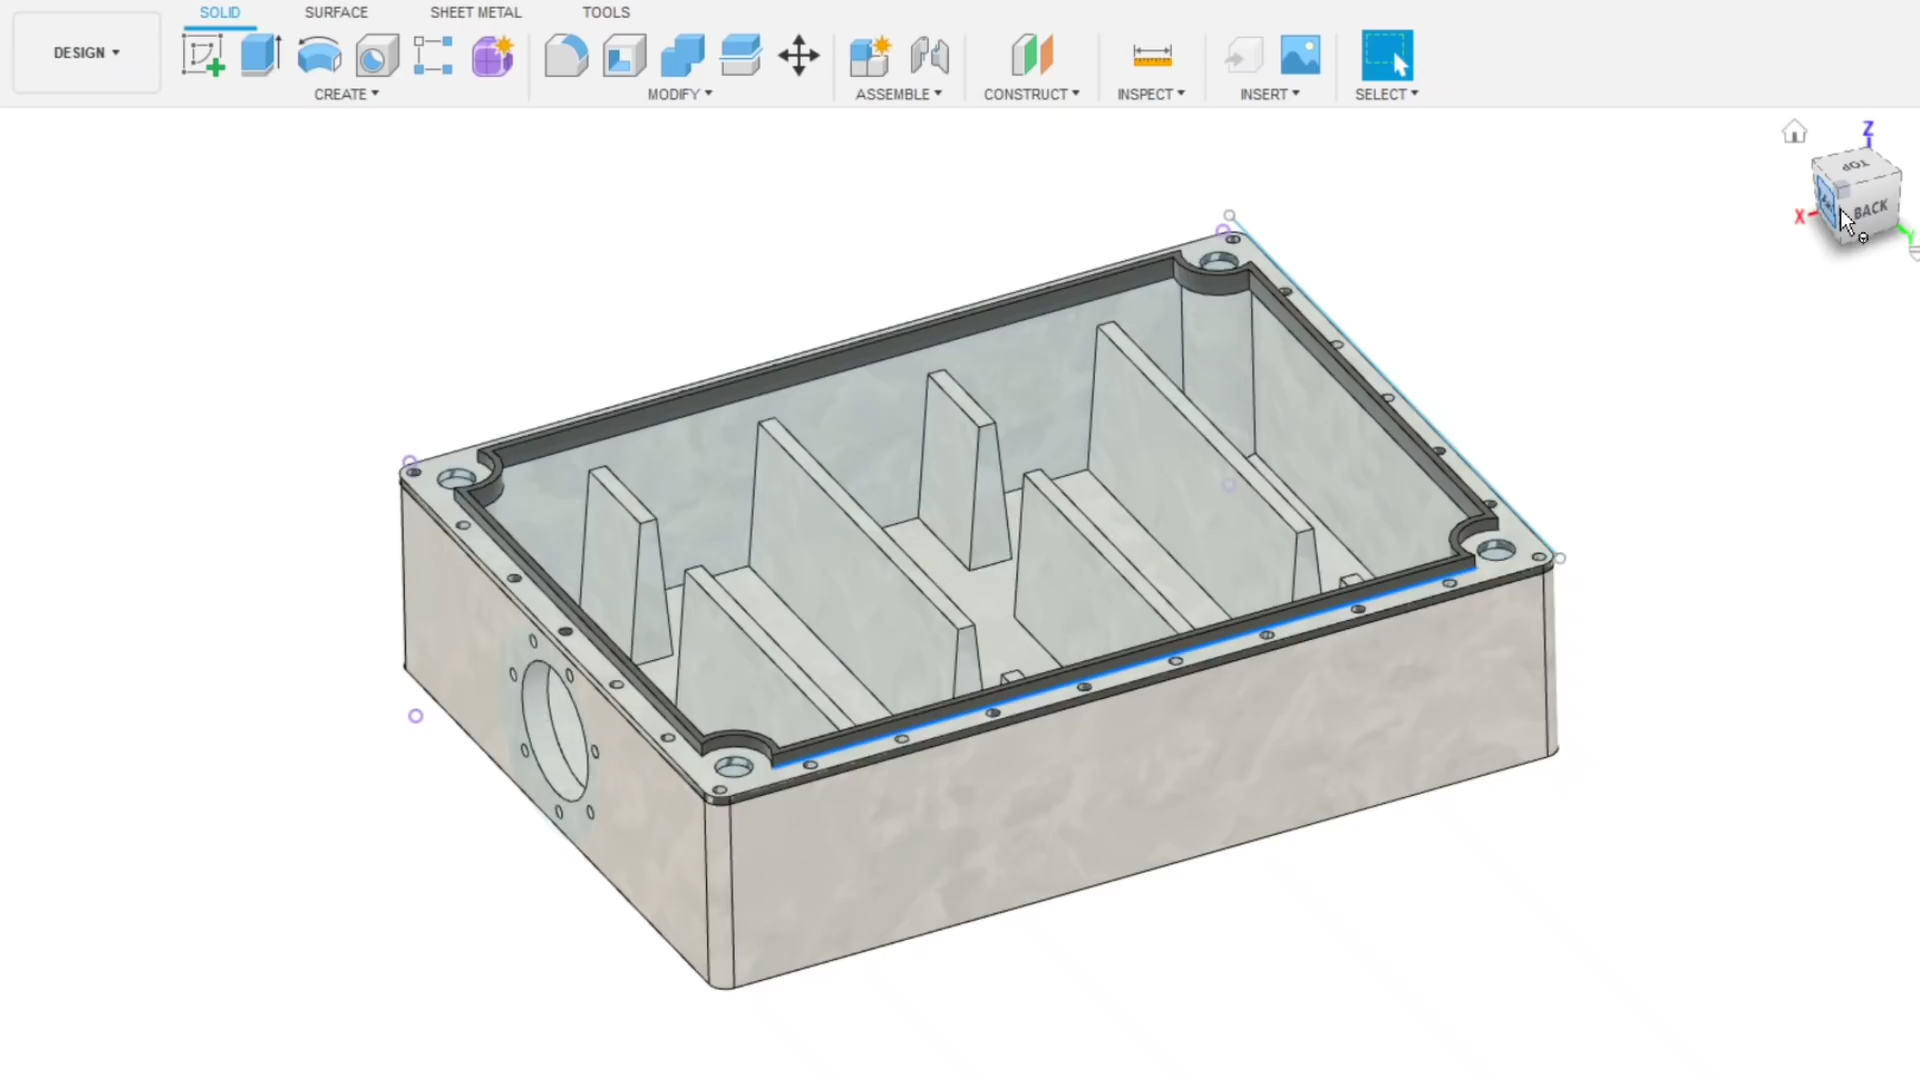 SOLID SURFACE SHEET METAL TOOLS
DESIGN
CREATE MODIFY ASSEMBLE CONSTRUCT INSPECT INSERT SELECT
Z
TOP
BACK
X
Y